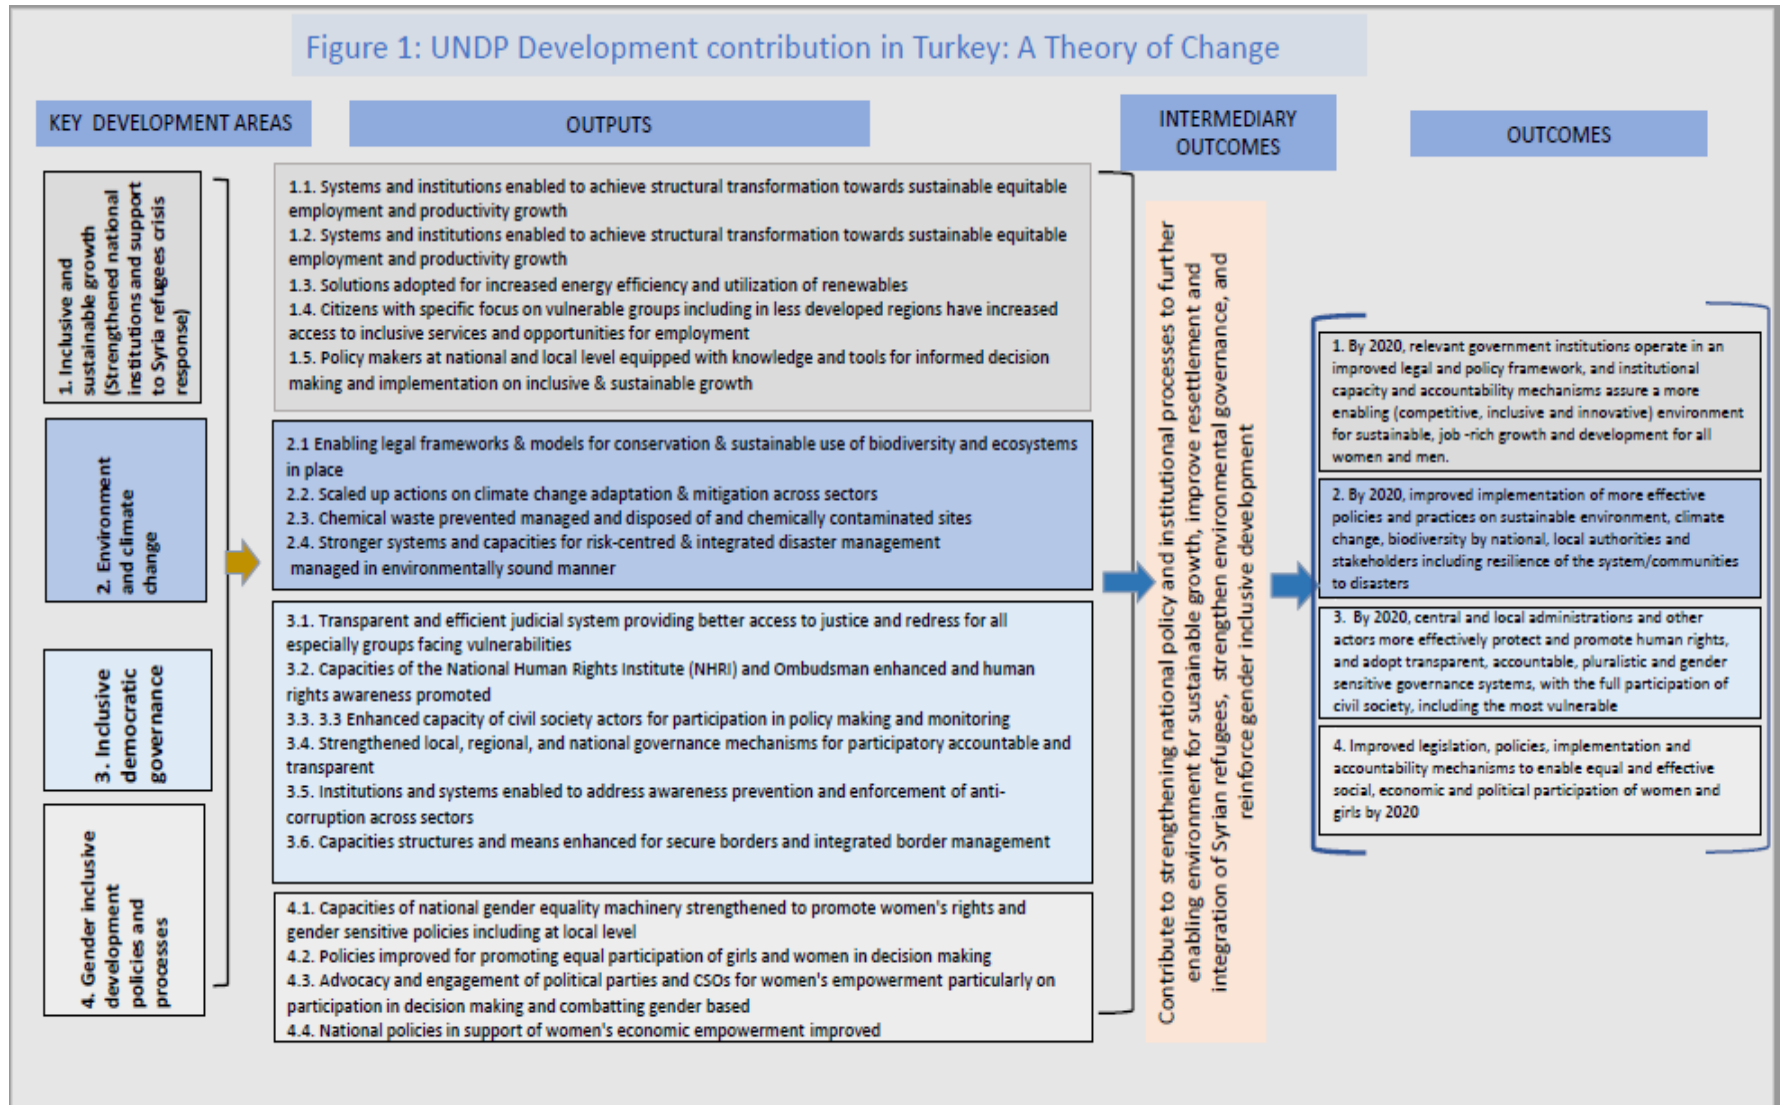 Figure 1: UNDP Development contribution in Turkey: A Theory of Change
KEY DEVELOPMENT AREAS
OUTPUTS
INTERMEDIARY
OUTCOMES
OUTCOMES
1. Inclusive and
sustainable growth
(Strengthened national
institutions and support
to Syria refugees crisis
response)
2. Environment
and climate
change
3. Inclusive
democratic
governance
4. Gender inclusive
development
policies and
processes
1.1. Systems and institutions enabled to achieve structural transformation towards sustainable equitable
employment and productivity growth
1.2. Systems and institutions enabled to achieve structural transformation towards sustainable equitable
employment and productivity growth
1.3. Solutions adopted for increased energy efficiency and utilization of renewables
1.4. Citizens with specific focus on vulnerable groups including in less developed regions have increased
access to inclusive services and opportunities for employment
1.5. Policy makers at national and local level equipped with knowledge and tools for informed decision
making and implementation on inclusive & sustainable growth
2.1 Enabling legal frameworks & models for conservation & sustainable use of biodiversity and ecosystems
in place
2.2. Scaled up actions on climate change adaptation & mitigation across sectors
2.3. Chemical waste prevented managed and disposed of and chemically contaminated sites
2.4. Stronger systems and capacities for risk-centred & integrated disaster management
managed in environmentally sound manner
3.1. Transparent and efficient judicial system providing better access to justice and redress for all
especially groups facing vulnerabilities
3.2. Capacities of the National Human Rights Institute (NHRI) and Ombudsman enhanced and human
rights awareness promoted
3.3. 3.3 Enhanced capacity of civil society actors for participation in policy making and monitoring
3.4. Strengthened local, regional, and national governance mechanisms for participatory accountable and
transparent
3.5. Institutions and systems enabled to address awareness prevention and enforcement of anti-
corruption across sectors
3.6. Capacities structures and means enhanced for secure borders and integrated border management
4.1. Capacities of national gender equality machinery strengthened to promote women's rights and
gender sensitive policies including at local level
4.2. Policies improved for promoting equal participation of girls and women in decision making
4.3. Advocacy and engagement of political parties and CSOs for women's empowerment particularly on
participation in decision making and combatting gender based
4.4. National policies in support of women's economic empowerment improved
Contribute to strengthening national policy and institutional processes to further
enabling environment for sustainable growth, improve resettlement and
integration of Syrian refugees, strengthen environmental governance, and
reinforce gender inclusive development
1. By 2020, relevant government institutions operate in an
improved legal and policy framework, and institutional
capacity and accountability mechanisms assure a more
enabling (competitive, inclusive and innovative) environment
for sustainable, job -rich growth and development for all
women and men.
2. By 2020, improved implementation of more effective
policies and practices on sustainable environment, climate
change, biodiversity by national, local authorities and
stakeholders including resilience of the system/communities
to disasters
3. By 2020, central and local administrations and other
actors more effectively protect and promote human rights,
and adopt transparent, accountable, pluralistic and gender
sensitive governance systems, with the full participation of
civil society, including the most vulnerable
4. Improved legislation, policies, implementation and
accountability mechanisms to enable equal and effective
social, economic and political participation of women and
girls by 2020